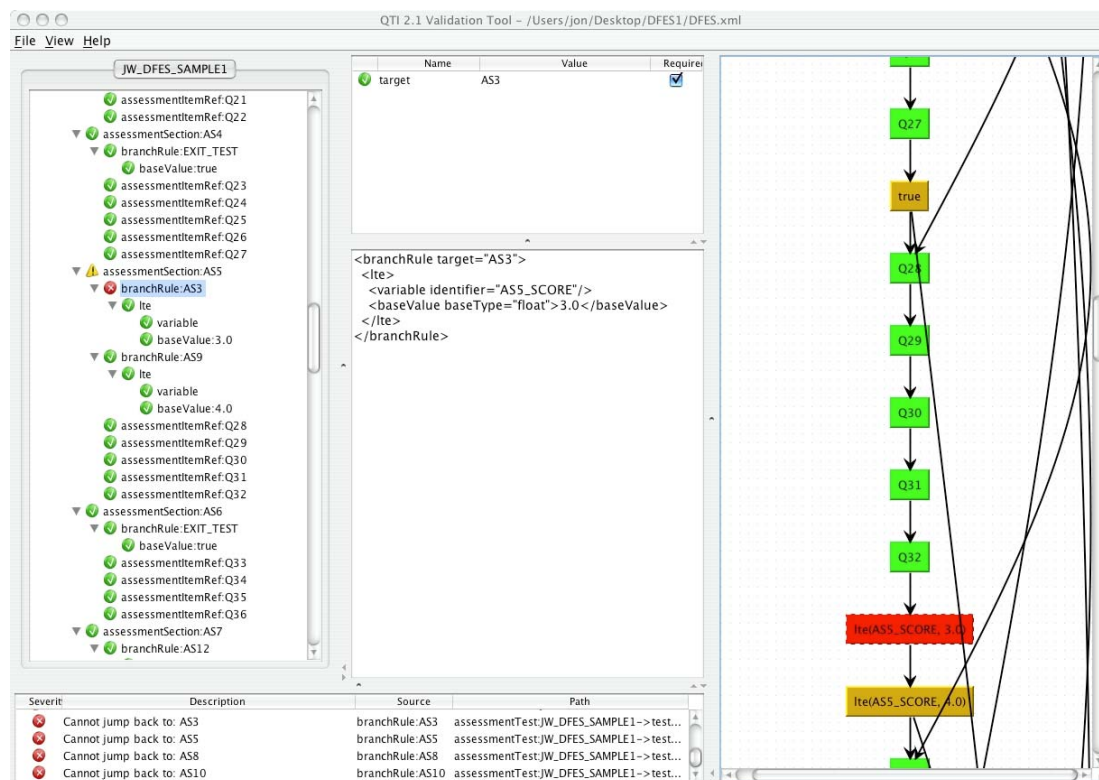 QTI 2.1 Validation Tool - /Users/jon/Desktop/DFES1/DFES.xml
File View Help
JW_DFES_SAMPLE1
assessmentItemRef:Q21
assessmentItemRef:Q22
assessmentSection:AS4
branchRule:EXIT_TEST
baseValue:true
assessmentItemRef:Q23
assessmentItemRef:Q24
assessmentItemRef:Q25
assessmentItemRef:Q26
assessmentItemRef:Q27
assessmentSection:AS5
branchRule:AS3
lte
variable
baseValue:3.0
branchRule:AS9
lte
variable
baseValue:4.0
assessmentItemRef:Q28
assessmentItemRef:Q29
assessmentItemRef:Q30
assessmentItemRef:Q31
assessmentItemRef:Q32
assessmentSection:AS6
branchRule:EXIT_TEST
baseValue:true
assessmentItemRef:Q33
assessmentItemRef:Q34
assessmentItemRef:Q35
assessmentItemRef:Q36
assessmentSection:AS7
branchRule:AS12
Name Value Require
target AS3
<branchRule target="AS3">
<lte>
<variable identifier="AS5_SCORE"/>
<baseValue baseType="float">3.0</baseValue>
</lte>
</branchRule>
Q27
true
Q28
Q29
Q30
Q31
Q32
lte(AS5_SCORE, 3.0)
lte(AS5_SCORE, 4.0)
Severit Description Source Path
Cannot jump back to: AS3 branchRule:AS3 assessmentTest:JW_DFES_SAMPLE1->test...
Cannot jump back to: AS5 branchRule:AS5 assessmentTest:JW_DFES_SAMPLE1->test...
Cannot jump back to: AS8 branchRule:AS8 assessmentTest:JW_DFES_SAMPLE1->test...
Cannot jump back to: AS10 branchRule:AS10 assessmentTest:JW_DFES_SAMPLE1->test...